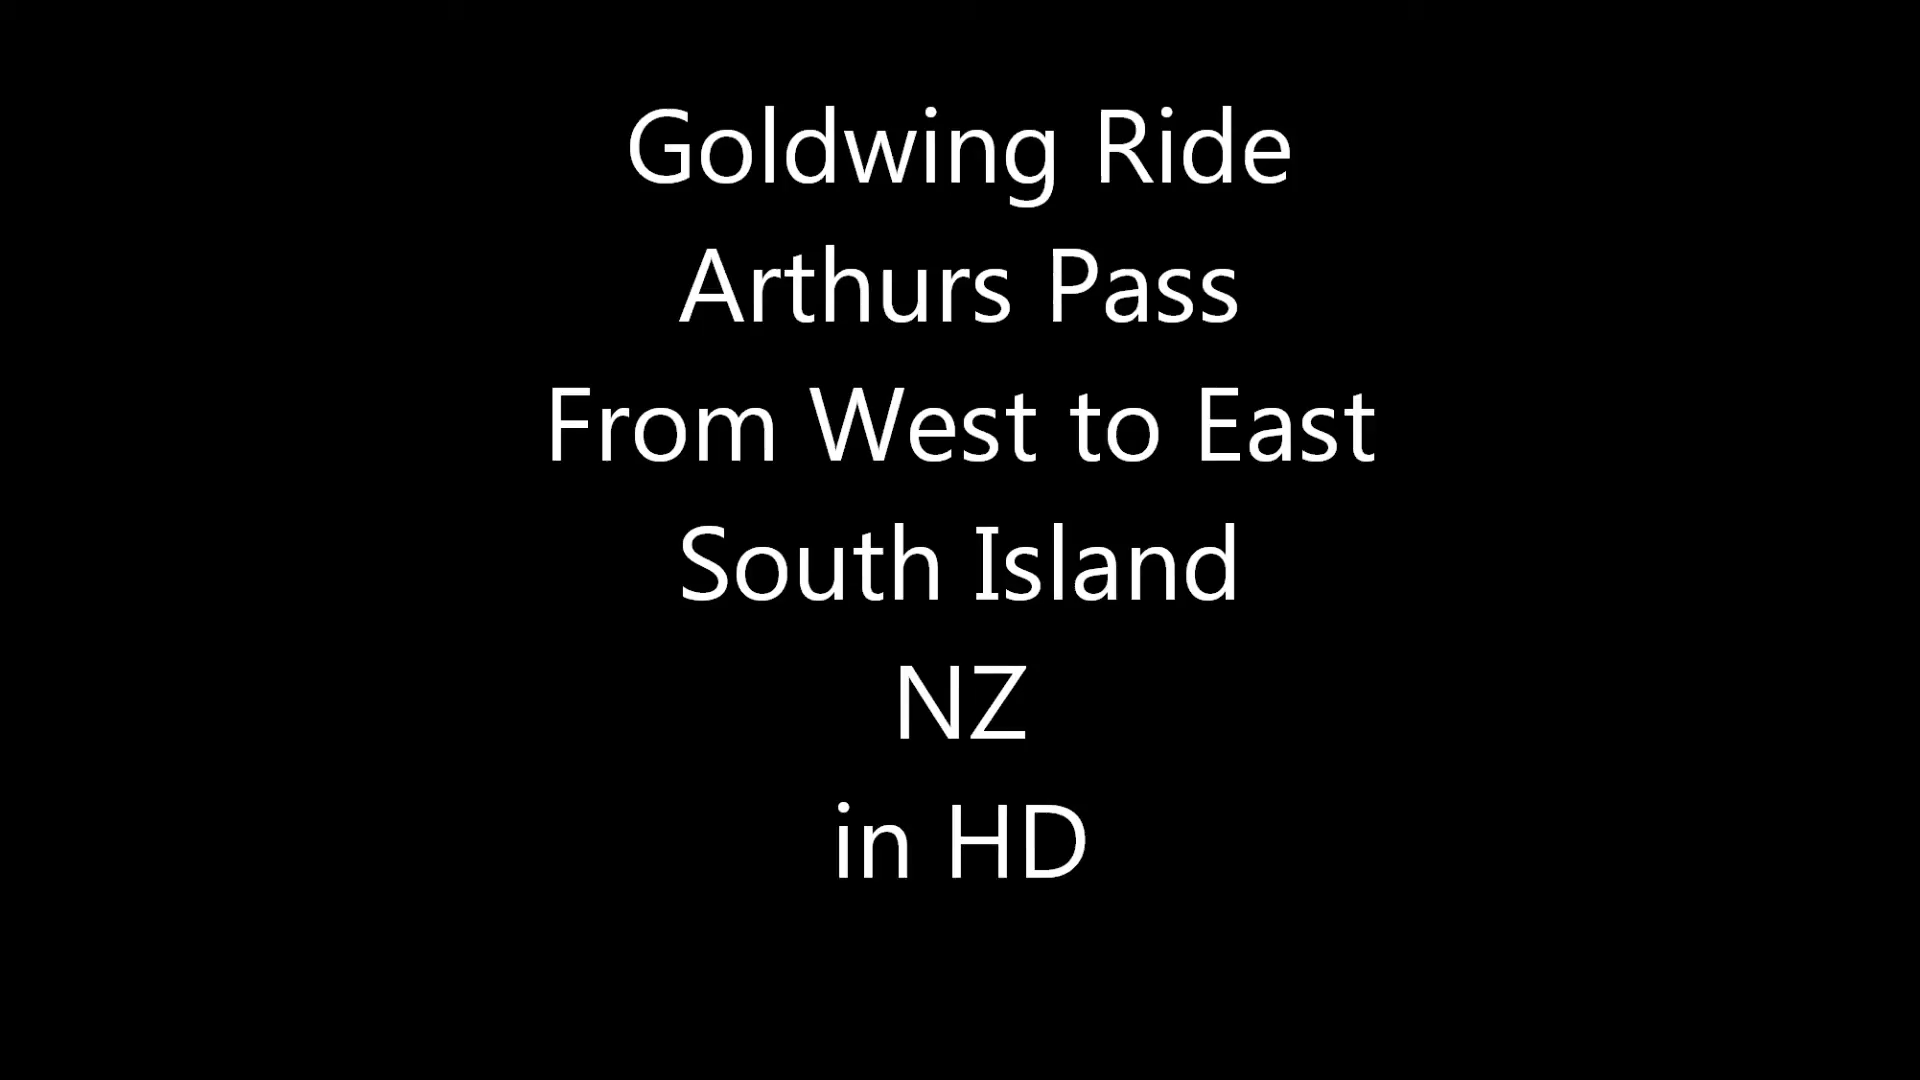 Goldwing Ride
Arthurs Pass
From West to East
South Island
NZ
in HD